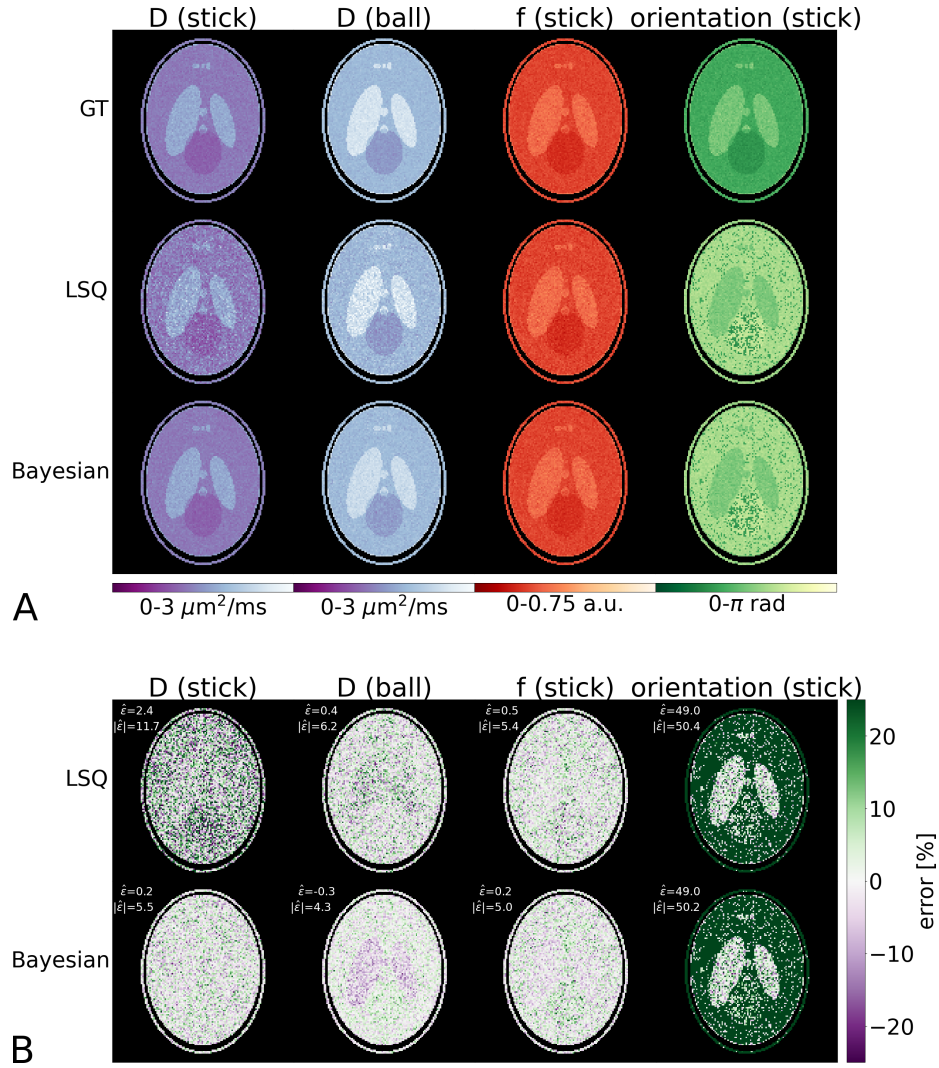 D (stick) D (ball) f (stick) orientation (stick)
GT
LSQ
Bayesian
A
0-3 μm²/ms 0-3 μm²/ms 0-0.75 a.u. 0-π rad
D (stick) D (ball) f (stick) orientation (stick)
ε̂=2.4 ε̂=0.4 ε̂=0.5 ε̂=49.0
|ε̂|=11.7 |ε̂|=6.2 |ε̂|=5.4 |ε̂|=50.4
LSQ
ε̂=0.2 ε̂=-0.3 ε̂=0.2 ε̂=49.0
|ε̂|=5.5 |ε̂|=4.3 |ε̂|=5.0 |ε̂|=50.2
Bayesian
B
20
10
0
−10
−20
error [%]